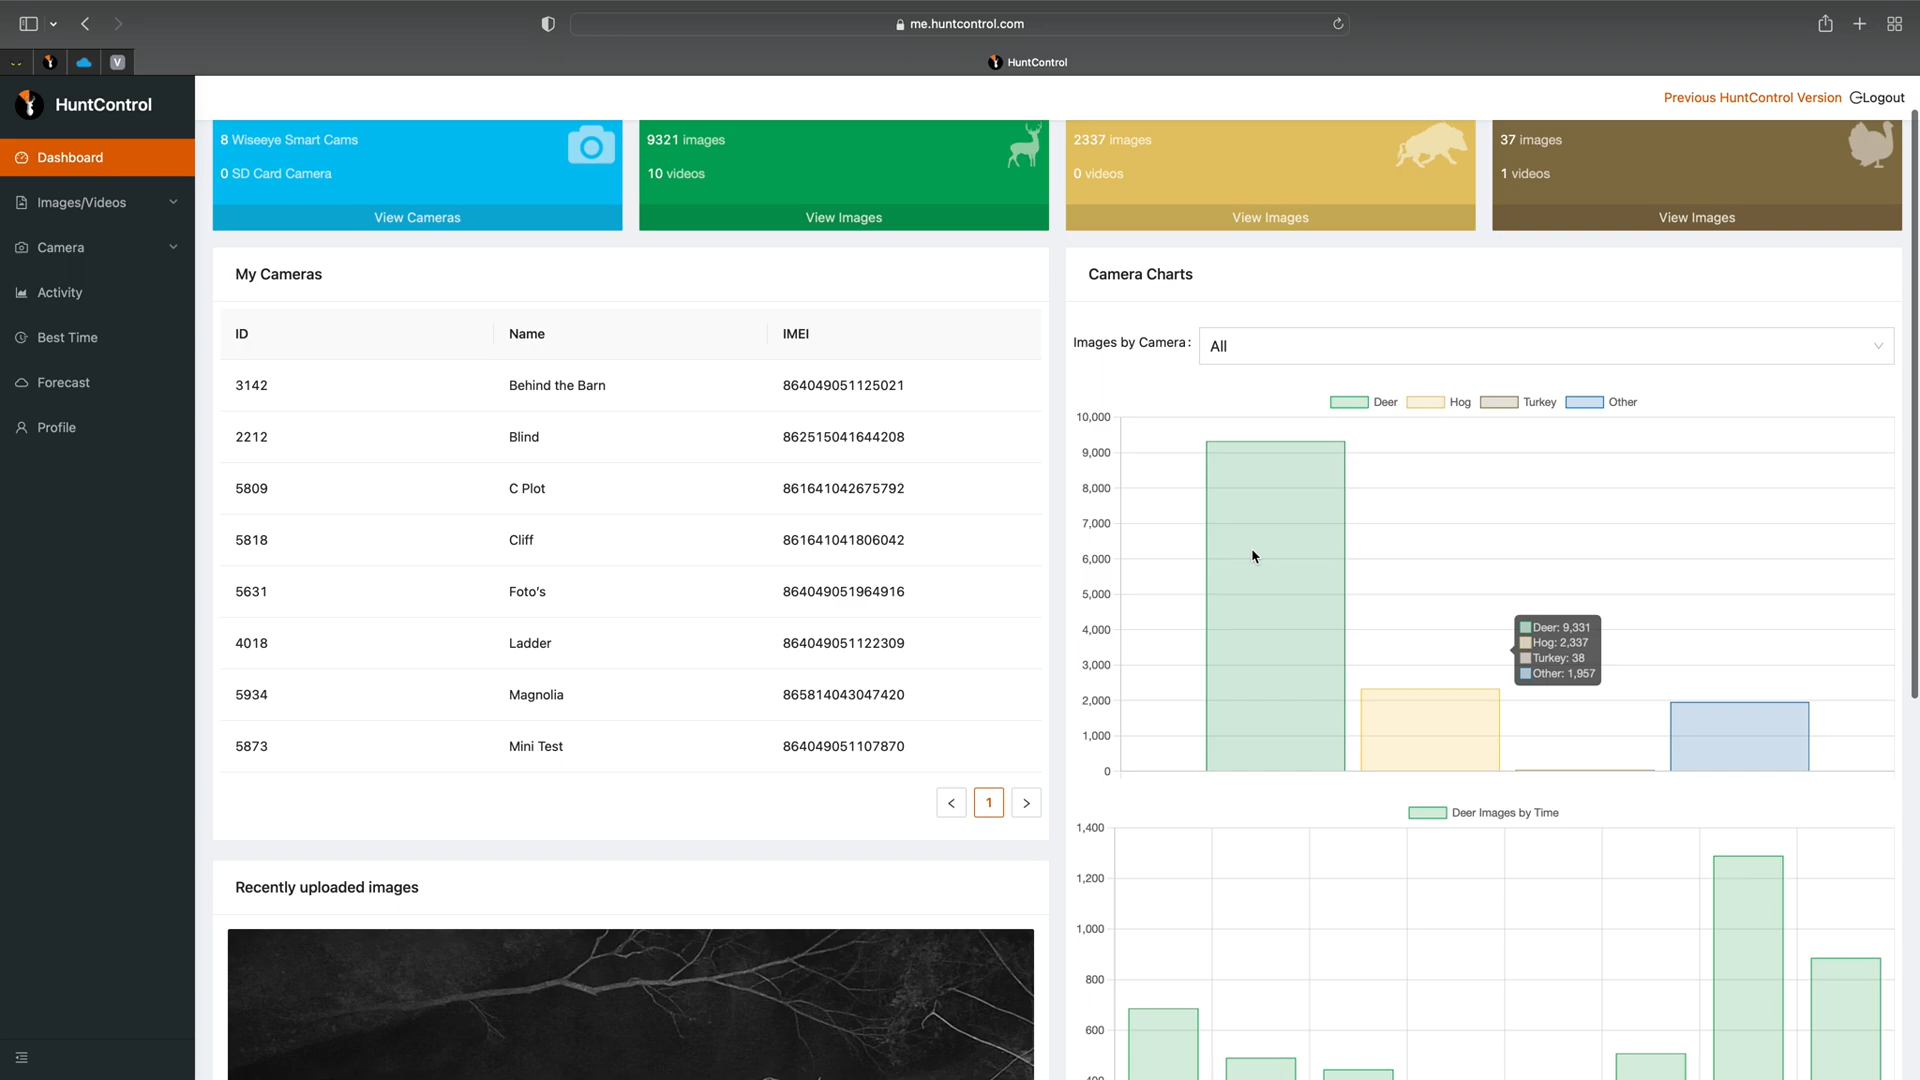 me.huntcontrol.com
V
HuntControl
HuntControl
Previous HuntControl Version Logout
Dashboard
Images/Videos
Camera
Activity
Best Time
Forecast
Profile
8 Wiseeye Smart Cams
0 SD Card Camera
View Cameras
9321 images
10 videos
View Images
2337 images
0 videos
View Images
37 images
1 videos
View Images
My Cameras
ID Name IMEI
3142 Behind the Barn 864049051125021
2212 Blind 862515041644208
5809 C Plot 861641042675792
5818 Cliff 861641041806042
5631 Foto's 864049051964916
4018 Ladder 864049051122309
5934 Magnolia 865814043047420
5873 Mini Test 864049051107870
< 1 >
Recently uploaded images
Camera Charts
Images by Camera: All
Deer Hog Turkey Other
10,000
9,000
8,000
7,000
6,000
5,000
4,000
3,000
2,000
1,000
0
Deer: 9,331
Hog: 2,337
Turkey: 38
Other: 1,957
Deer Images by Time
1,400
1,200
1,000
800
600
400